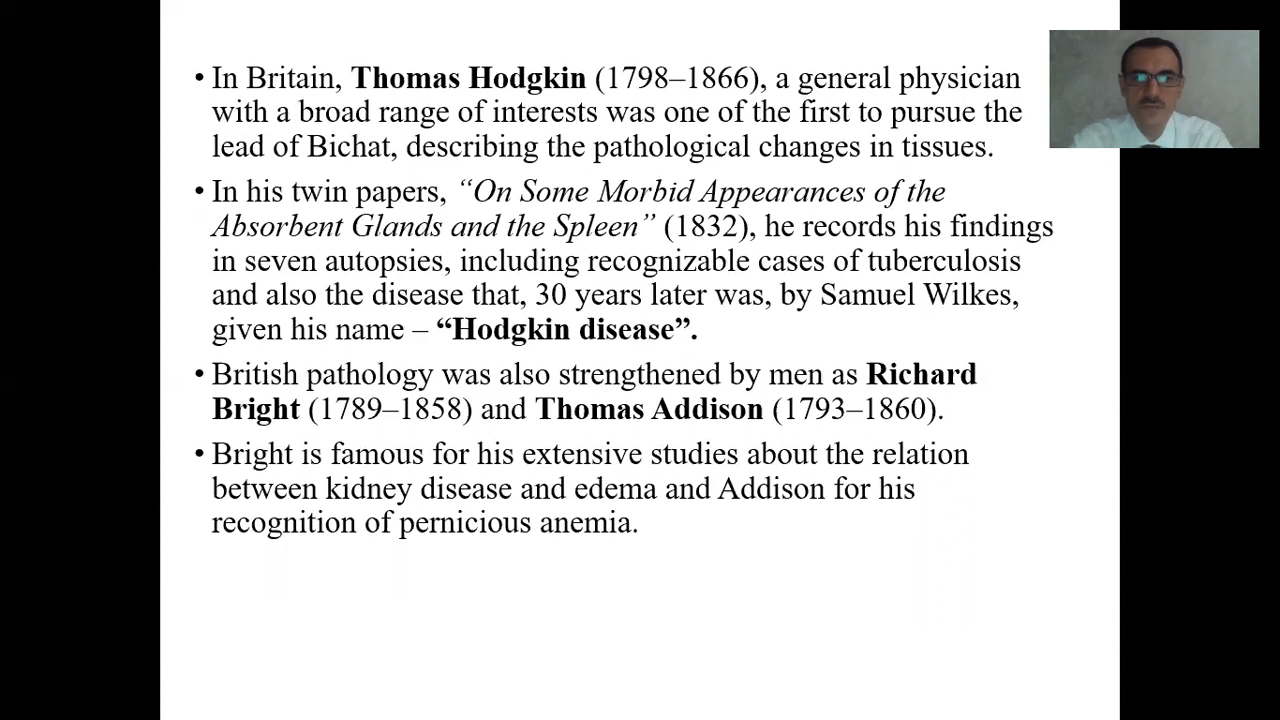 • In Britain, Thomas Hodgkin (1798–1866), a general physician
with a broad range of interests was one of the first to pursue the
lead of Bichat, describing the pathological changes in tissues.
• In his twin papers, “On Some Morbid Appearances of the
Absorbent Glands and the Spleen” (1832), he records his findings
in seven autopsies, including recognizable cases of tuberculosis
and also the disease that, 30 years later was, by Samuel Wilkes,
given his name – “Hodgkin disease”.
• British pathology was also strengthened by men as Richard
Bright (1789–1858) and Thomas Addison (1793–1860).
• Bright is famous for his extensive studies about the relation
between kidney disease and edema and Addison for his
recognition of pernicious anemia.